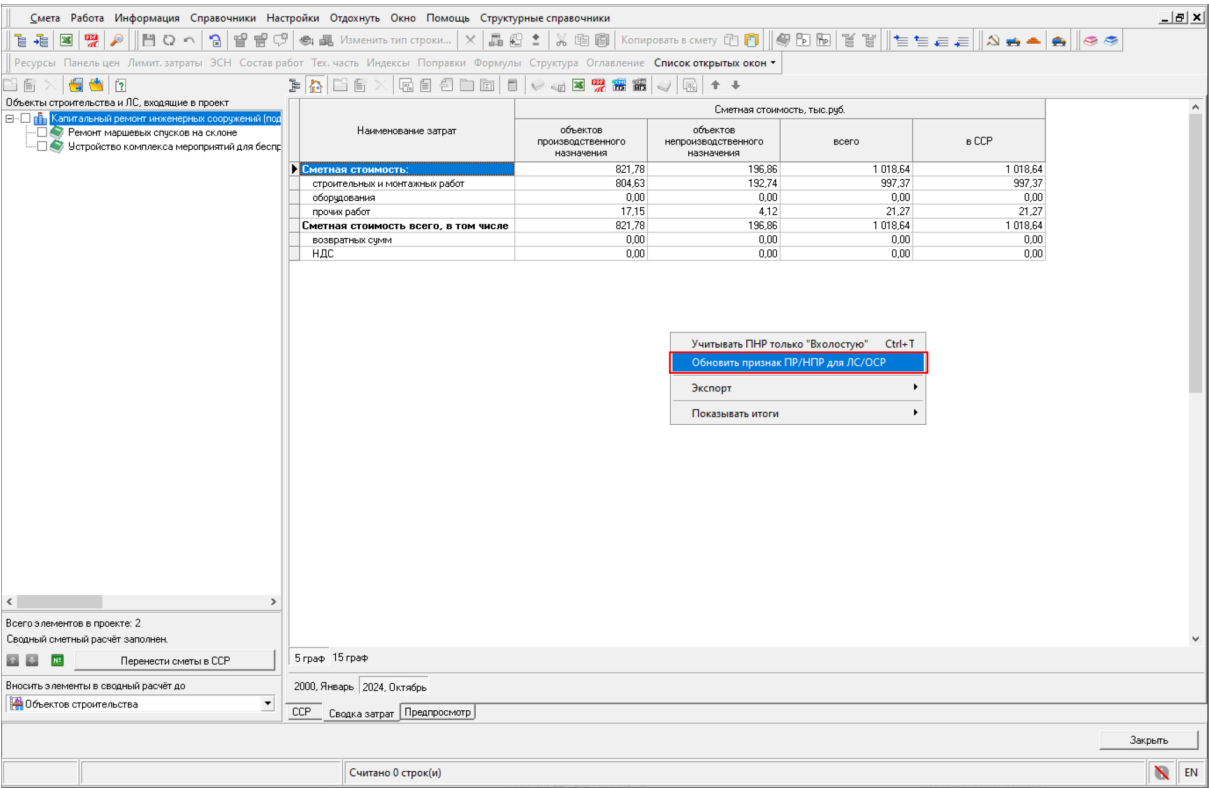 Смета Работа Информация Справочники Настройки Отдохнуть Окно Помощь Структурные справочники
Изменить тип строки... Копировать в смету
Ресурсы Панель цен Лимит. затраты ЭСН Состав работ Тех. часть Индексы Поправки Формулы Структура Оглавление Список открытых окон
Объекты строительства и ЛС, входящие в проект
Капитальный ремонт инженерных сооружений (под
Ремонт маршевых спусков на склоне
Устройство комплекса мероприятий для беспр
Наименование затрат
Сметная стоимость, тыс.руб.
объектов производственного назначения
объектов непроизводственного назначения
всего
в ССР
Сметная стоимость: 821,78 196,86 1 018,64 1 018,64
строительных и монтажных работ 804,63 192,74 997,37 997,37
оборудования 0,00 0,00 0,00 0,00
прочих работ 17,15 4,12 21,27 21,27
Сметная стоимость всего, в том числе 821,78 196,86 1 018,64 1 018,64
возвратных сумм 0,00 0,00 0,00 0,00
НДС 0,00 0,00 0,00 0,00
Учитывать ПНР только "Вхолостую" Ctrl+T
Обновить признак ПР/НПР для ЛС/ОСР
Экспорт
Показывать итоги
Всего элементов в проекте: 2
Сводный сметный расчёт заполнен.
Перенести сметы в ССР
Вносить элементы в сводный расчёт до
Объектов строительства
5 граф 15 граф
2000, Январь 2024, Октябрь
ССР Сводка затрат Предпросмотр
Закрыть
Считано 0 строк(и)
EN